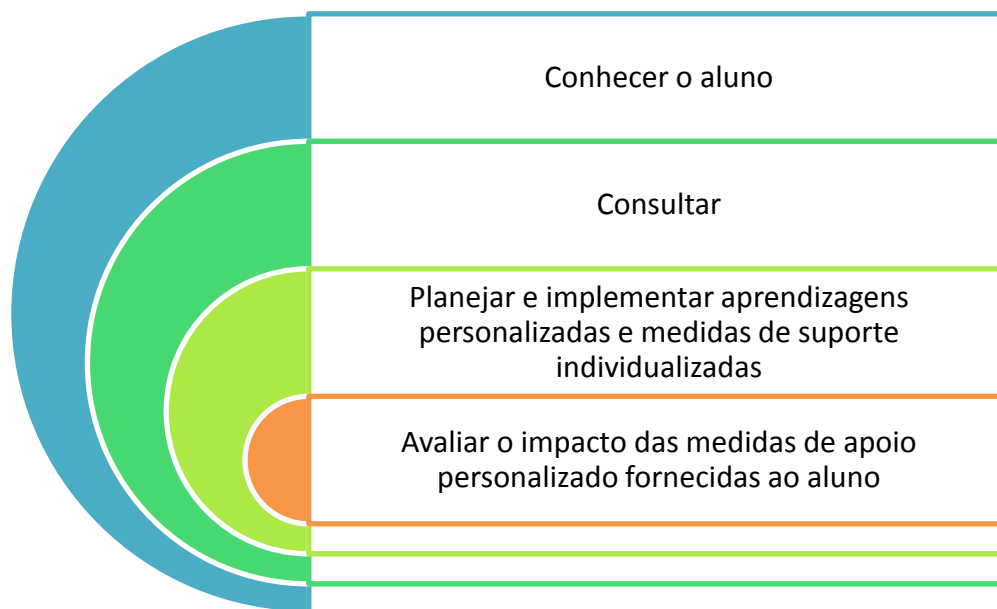 Conhecer o aluno
Consultar
Planejar e implementar aprendizagens
personalizadas e medidas de suporte
individualizadas
Avaliar o impacto das medidas de apoio
personalizado fornecidas ao aluno